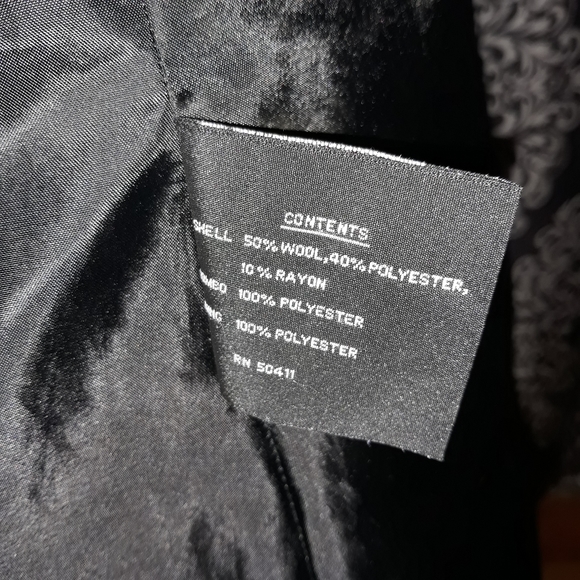 CONTENTS
SHELL 50% WOOL, 40% POLYESTER,
10% RAYON
100% POLYESTER
100% POLYESTER
RN 50411